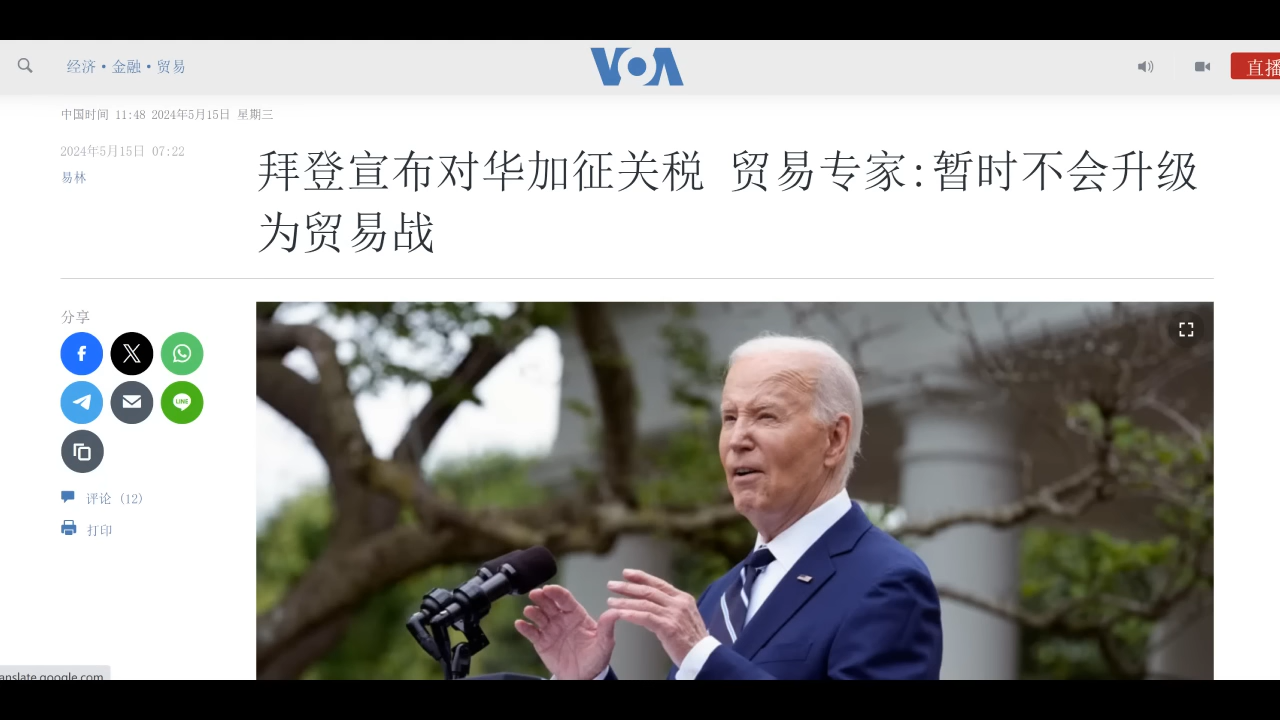 经济·金融·贸易
VOA
直播
中国时间 11:48 2024年5月15日 星期三
2024年5月15日 07:22
易林
拜登宣布对华加征关税 贸易专家:暂时不会升级
为贸易战
分享
LINE
评论 (12)
打印
anslate.google.com